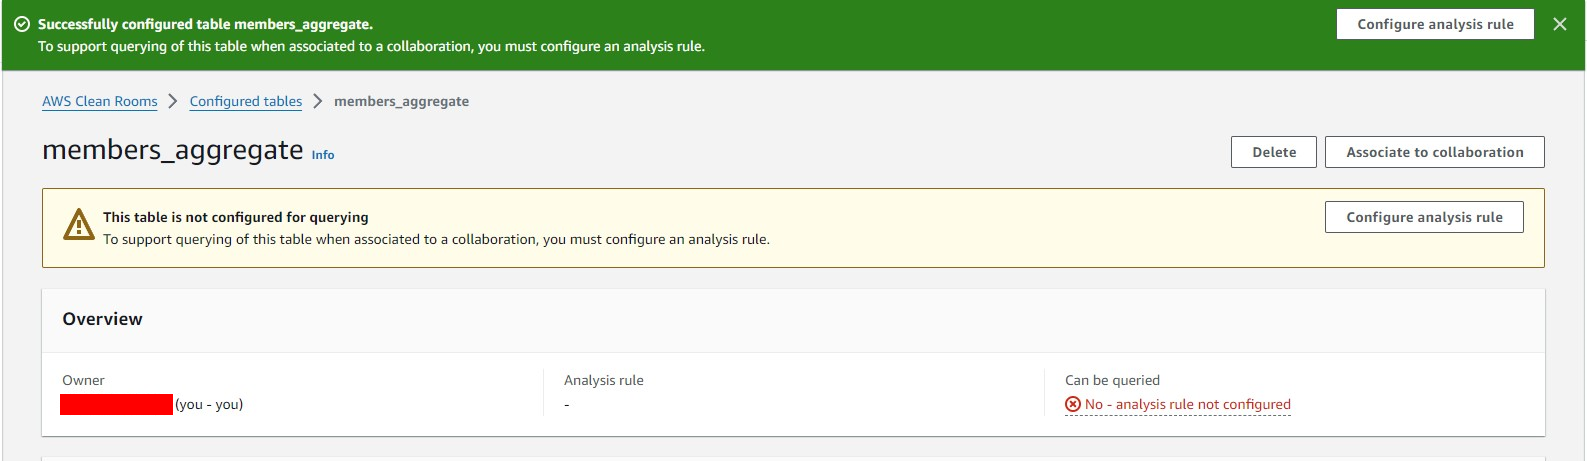 Successfully configured table members_aggregate.
To support querying of this table when associated to a collaboration, you must configure an analysis rule.
Configure analysis rule
AWS Clean Rooms > Configured tables > members_aggregate
members_aggregate Info
Delete
Associate to collaboration
This table is not configured for querying
To support querying of this table when associated to a collaboration, you must configure an analysis rule.
Configure analysis rule
Overview
Owner
(you - you)
Analysis rule
-
Can be queried
No - analysis rule not configured